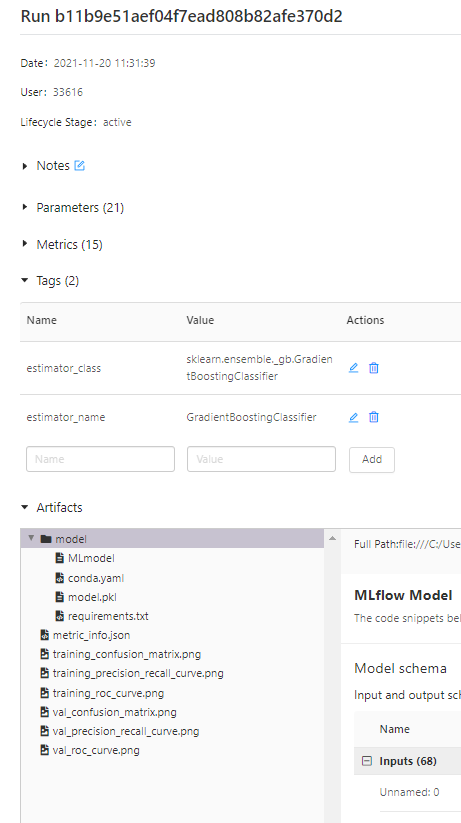 Run b11b9e51aef04f7ead808b82afe370d2
Date: 2021-11-20 11:31:39
User: 33616
Lifecycle Stage: active
Notes
Parameters (21)
Metrics (15)
Tags (2)
Name Value Actions
estimator_class sklearn.ensemble._gb.Gradien
tBoostingClassifier
estimator_name GradientBoostingClassifier
Name Value Add
Artifacts
model
MLmodel
conda.yaml
model.pkl
requirements.txt
metric_info.json
training_confusion_matrix.png
training_precision_recall_curve.png
training_roc_curve.png
val_confusion_matrix.png
val_precision_recall_curve.png
val_roc_curve.png
Full Path:file:///C:/Use
MLflow Model
The code snippets bel
Model schema
Input and output sch
Name
Inputs (68)
Unnamed: 0